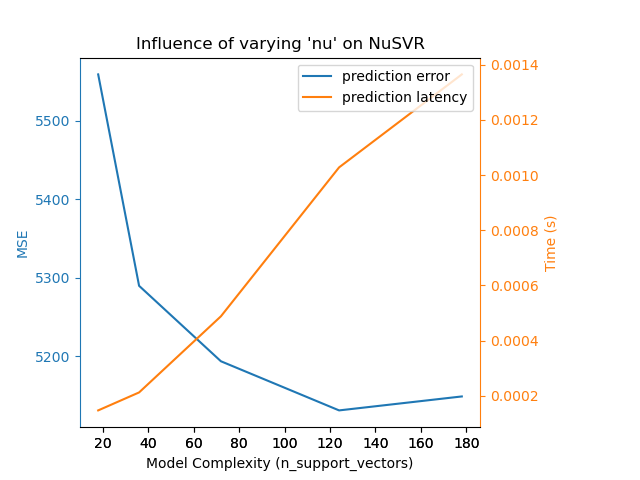 Influence of varying 'nu' on NuSVR
prediction error
prediction latency
5500
5400
5300
5200
MSE
0.0014
0.0012
0.0010
0.0008
0.0006
0.0004
0.0002
Time (s)
20 40 60 80 100 120 140 160 180
Model Complexity (n_support_vectors)